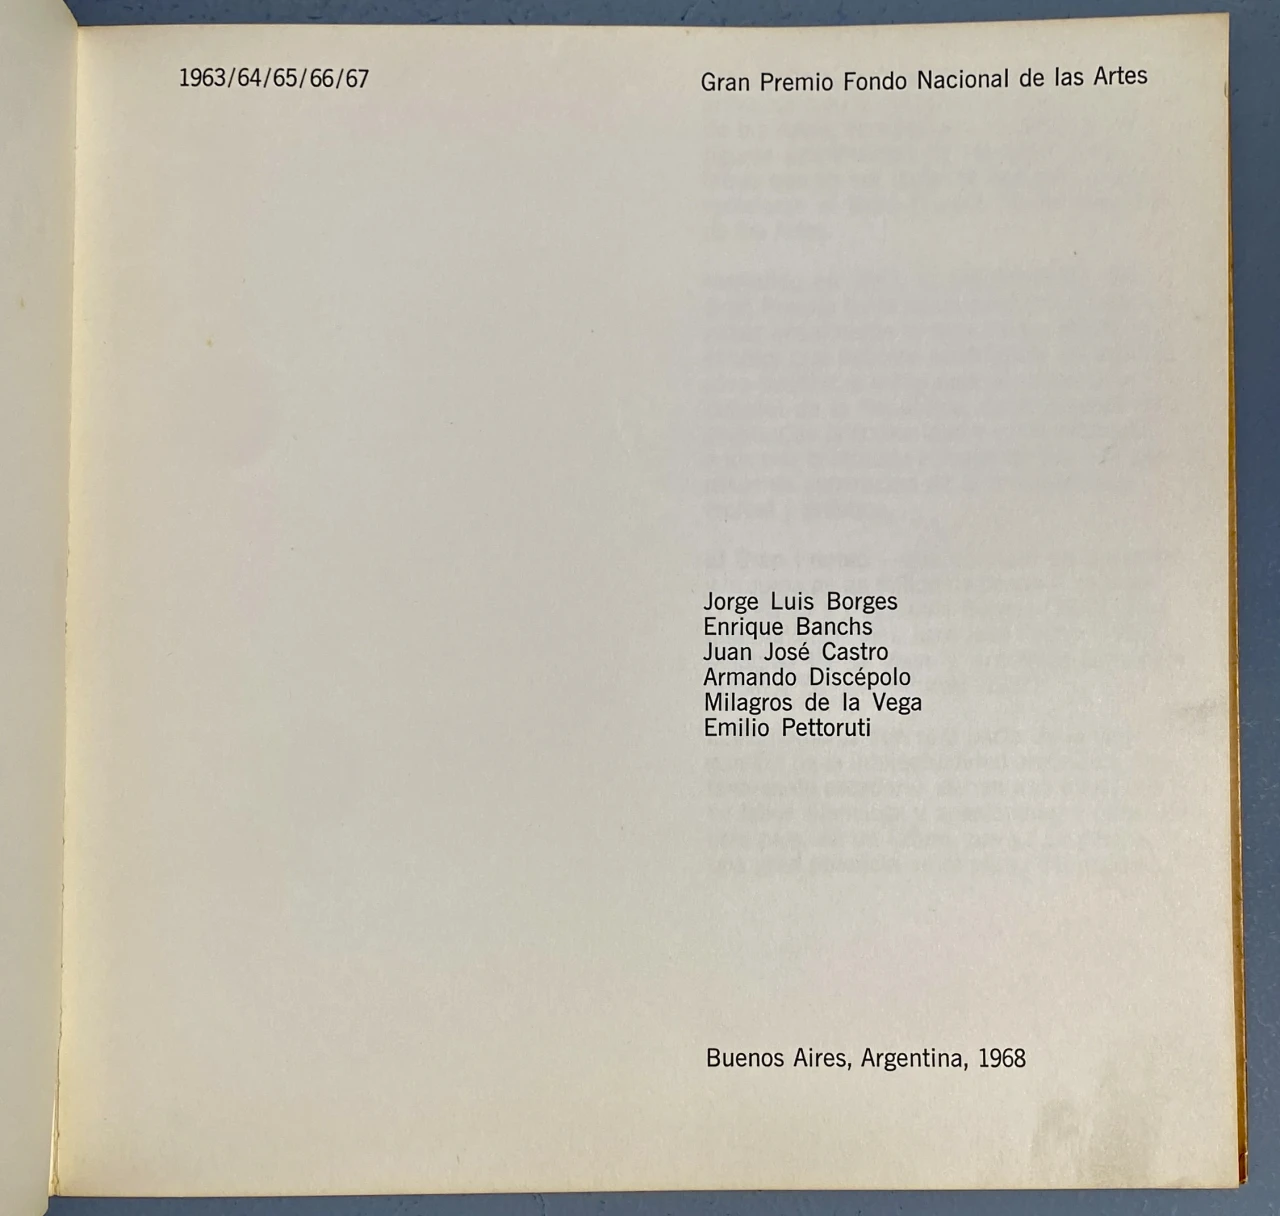 1963/64/65/66/67
Gran Premio Fondo Nacional de las Artes
Jorge Luis Borges
Enrique Banchs
Juan José Castro
Armando Discépolo
Milagros de la Vega
Emilio Pettoruti
Buenos Aires, Argentina, 1968